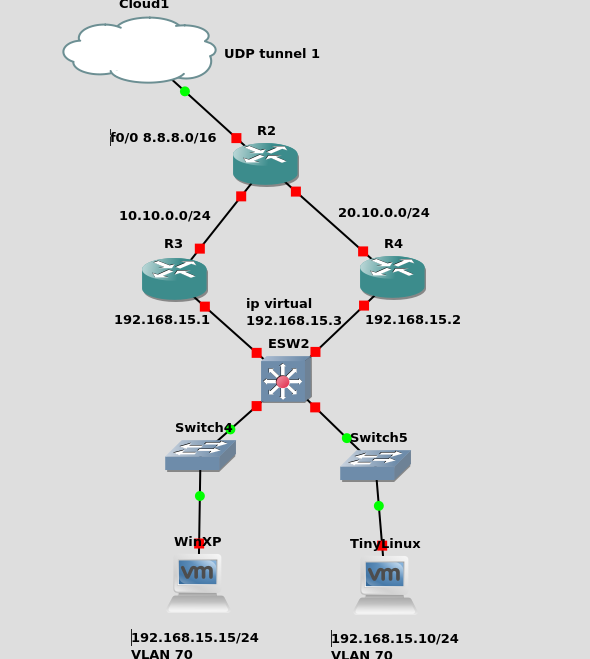 Cloud1
UDP tunnel 1
f0/0 8.8.8.0/16
R2
10.10.0.0/24
20.10.0.0/24
R3
R4
ip virtual
192.168.15.3
192.168.15.1
192.168.15.2
ESW2
Switch4
Switch5
vm
vm
WinXP
TinyLinux
192.168.15.15/24
VLAN 70
192.168.15.10/24
VLAN 70